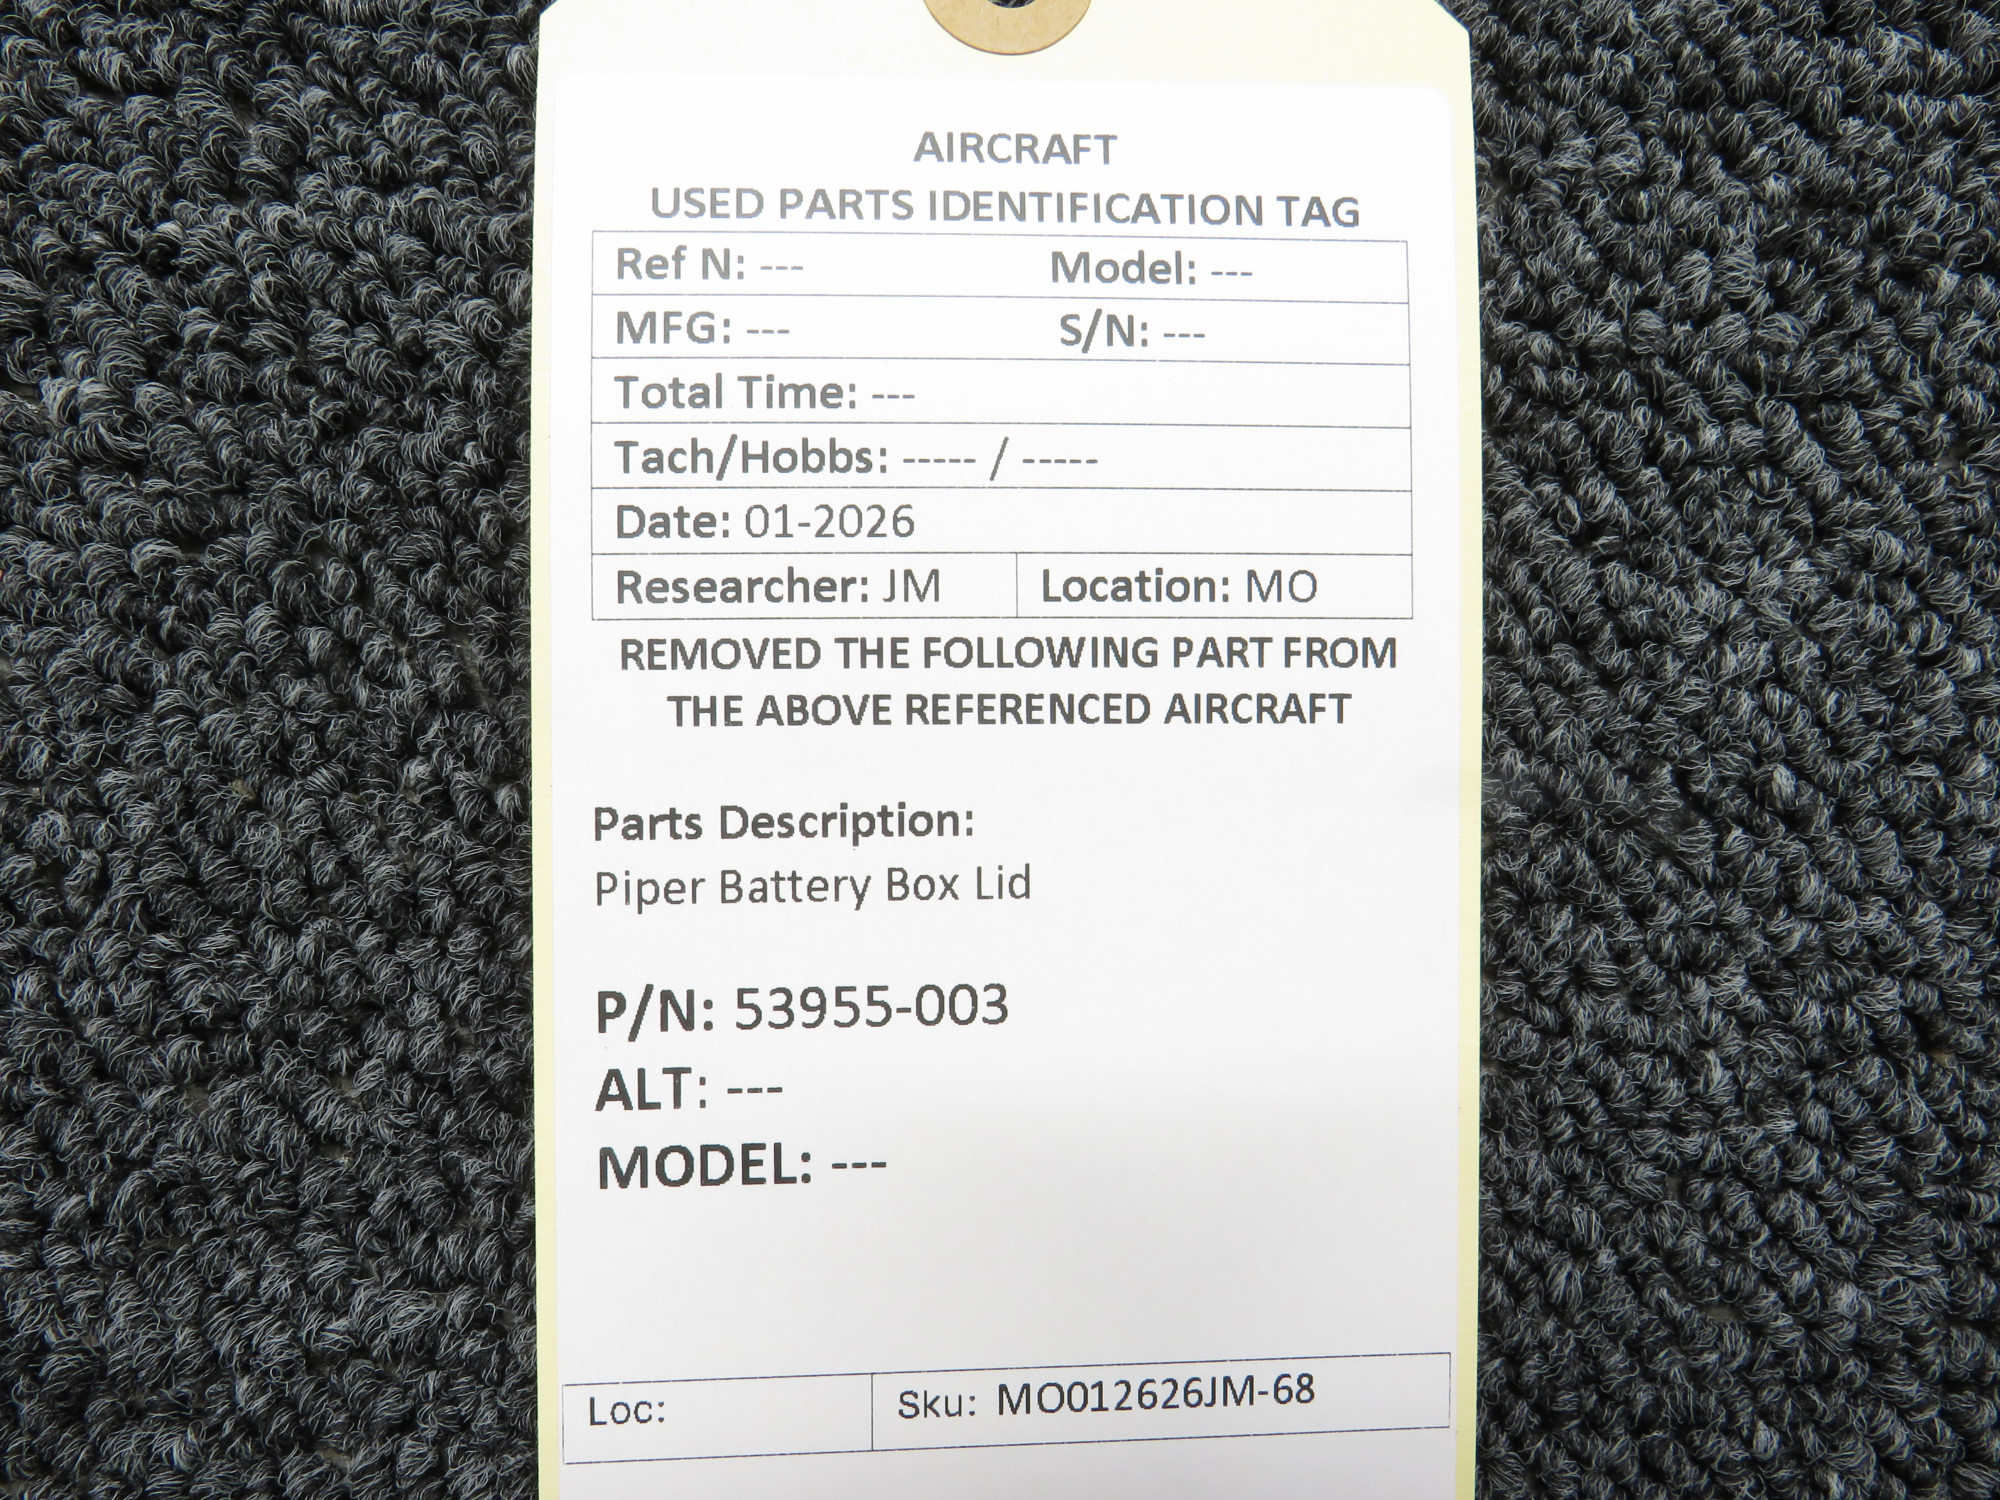 AIRCRAFT
USED PARTS IDENTIFICATION TAG
Ref N: --- Model: ---
MFG: --- S/N: ---
Total Time: ---
Tach/Hobbs: ----- / -----
Date: 01-2026
Researcher: JM Location: MO
REMOVED THE FOLLOWING PART FROM
THE ABOVE REFERENCED AIRCRAFT
Parts Description:
Piper Battery Box Lid
P/N: 53955-003
ALT: ---
MODEL: ---
Loc: Sku: MO012626JM-68